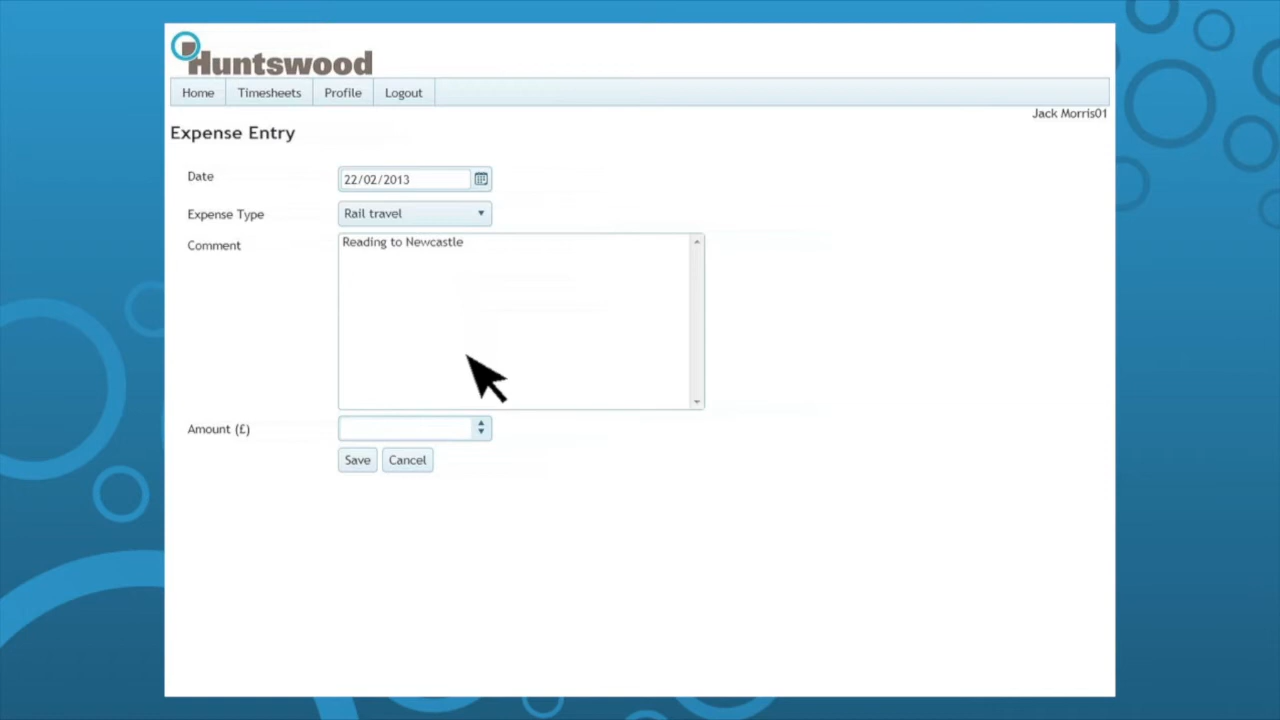 Huntswood
Home Timesheets Profile Logout
Jack Morris01
Expense Entry
Date 22/02/2013
Expense Type Rail travel
Comment Reading to Newcastle
Amount (£)
Save Cancel